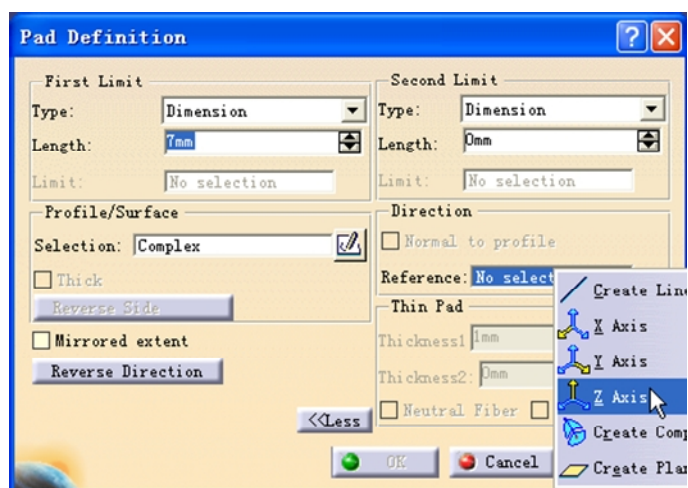 Pad Definition
First Limit
Type: Dimension
Length: 7mm
Limit: No selection
Profile/Surface
Selection: Complex
Thick
Reverse Side
Mirrored extent
Reverse Direction
<<Less
Second Limit
Type: Dimension
Length: 0mm
Limit: No selection
Direction
Normal to profile
Reference: No select
Thin Pad
Thickness1 1mm
Thickness2: 0mm
Neutral Fiber
OK
Cancel
Create Line
X Axis
Y Axis
Z Axis
Create Comp
Create Plan